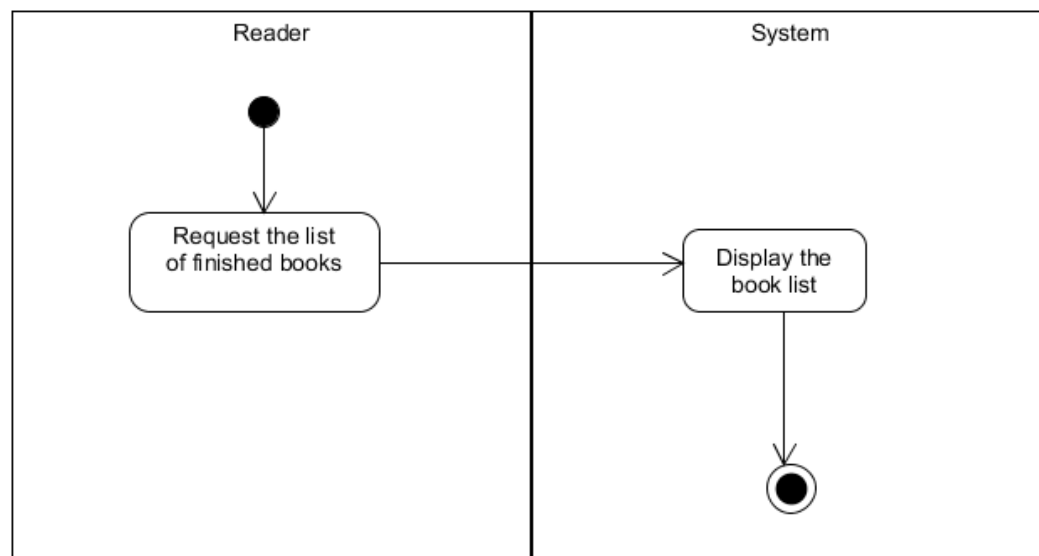 Reader
System
Request the list
of finished books
Display the
book list